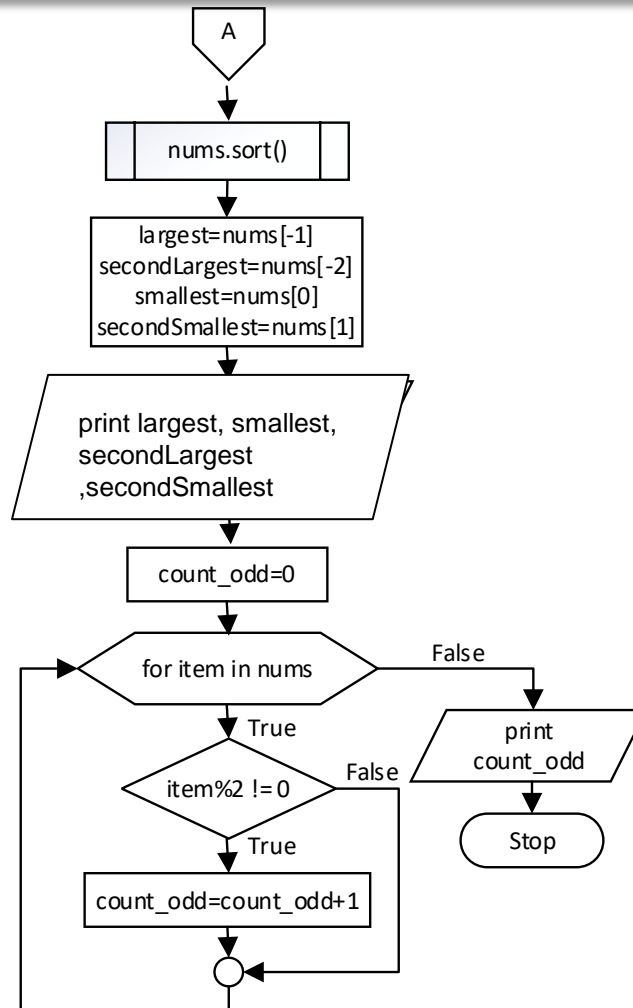 A
nums.sort()
largest=nums[-1]
secondLargest=nums[-2]
smallest=nums[0]
secondSmallest=nums[1]
print largest, smallest,
secondLargest
,secondSmallest
count_odd=0
for item in nums
False
True
print
count_odd
item%2 != 0
False
True
Stop
count_odd=count_odd+1